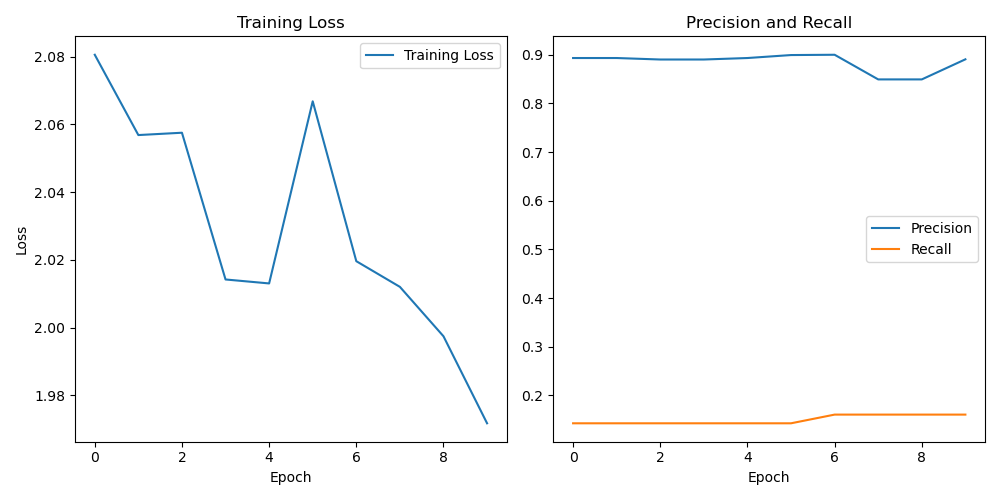 Training Loss
Training Loss
2.08
2.06
2.04
2.02
2.00
1.98
Loss
0 2 4 6 8
Epoch
Precision and Recall
0.9
0.8
0.7
0.6
0.5
0.4
0.3
0.2
Precision
Recall
0 2 4 6 8
Epoch